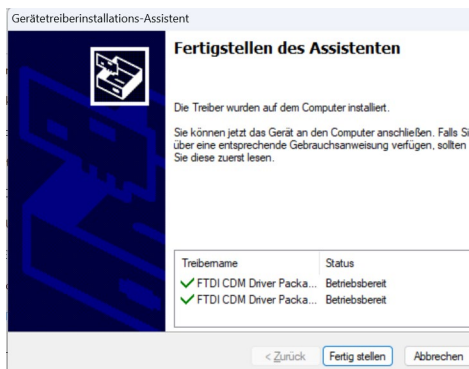 Gerätetreiberinstallations-Assistent
Fertigstellen des Assistenten
Die Treiber wurden auf dem Computer installiert.
Sie können jetzt das Gerät an den Computer anschließen. Falls Si
über eine entsprechende Gebrauchsanweisung verfügen, sollten
Sie diese zuerst lesen.
Treibername Status
FTDI CDM Driver Packa... Betriebsbereit
FTDI CDM Driver Packa... Betriebsbereit
< Zurück Fertig stellen Abbrechen